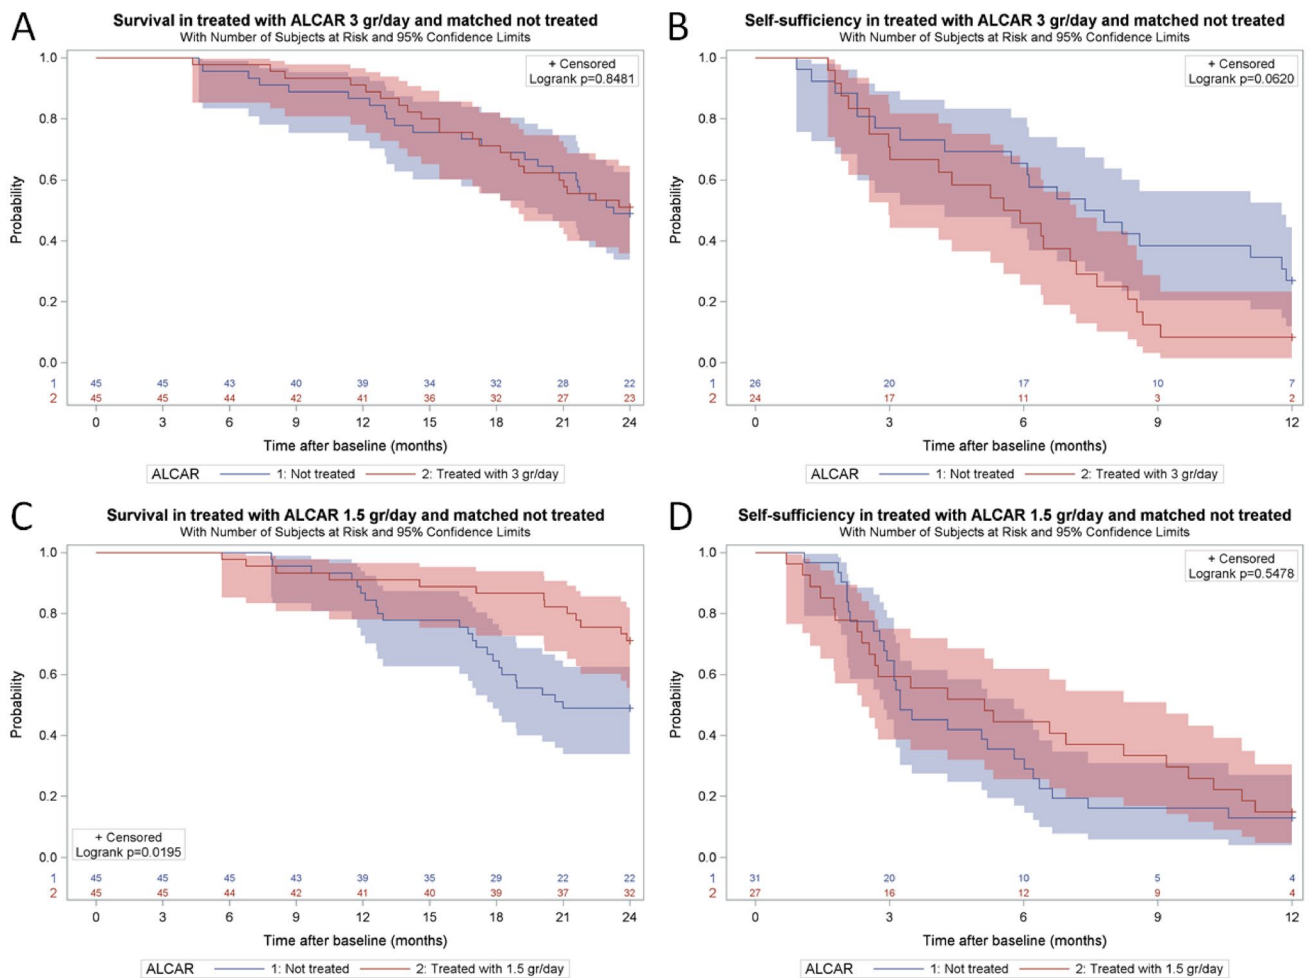 A
Survival in treated with ALCAR 3 gr/day and matched not treated
With Number of Subjects at Risk and 95% Confidence Limits
+ Censored
Logrank p=0.8481
Probability
1.0
0.8
0.6
0.4
0.2
0.0
1 45 45 43 40 39 34 32 28 22
2 45 45 44 42 41 36 32 27 23
0 3 6 9 12 15 18 21 24
Time after baseline (months)
ALCAR 1: Not treated 2: Treated with 3 gr/day
B
Self-sufficiency in treated with ALCAR 3 gr/day and matched not treated
With Number of Subjects at Risk and 95% Confidence Limits
+ Censored
Logrank p=0.0620
Probability
1.0
0.8
0.6
0.4
0.2
0.0
1 26 20 17 10 7
2 24 17 11 3 2
0 3 6 9 12
Time after baseline (months)
ALCAR 1: Not treated 2: Treated with 3 gr/day
C
Survival in treated with ALCAR 1.5 gr/day and matched not treated
With Number of Subjects at Risk and 95% Confidence Limits
Probability
1.0
0.8
0.6
0.4
0.2
0.0
+ Censored
Logrank p=0.0195
1 45 45 45 43 39 35 29 22 22
2 45 45 44 42 41 40 39 37 32
0 3 6 9 12 15 18 21 24
Time after baseline (months)
ALCAR 1: Not treated 2: Treated with 1.5 gr/day
D
Self-sufficiency in treated with ALCAR 1.5 gr/day and matched not treated
With Number of Subjects at Risk and 95% Confidence Limits
+ Censored
Logrank p=0.5478
Probability
1.0
0.8
0.6
0.4
0.2
0.0
1 31 20 10 5 4
2 27 16 12 9 4
0 3 6 9 12
Time after baseline (months)
ALCAR 1: Not treated 2: Treated with 1.5 gr/day